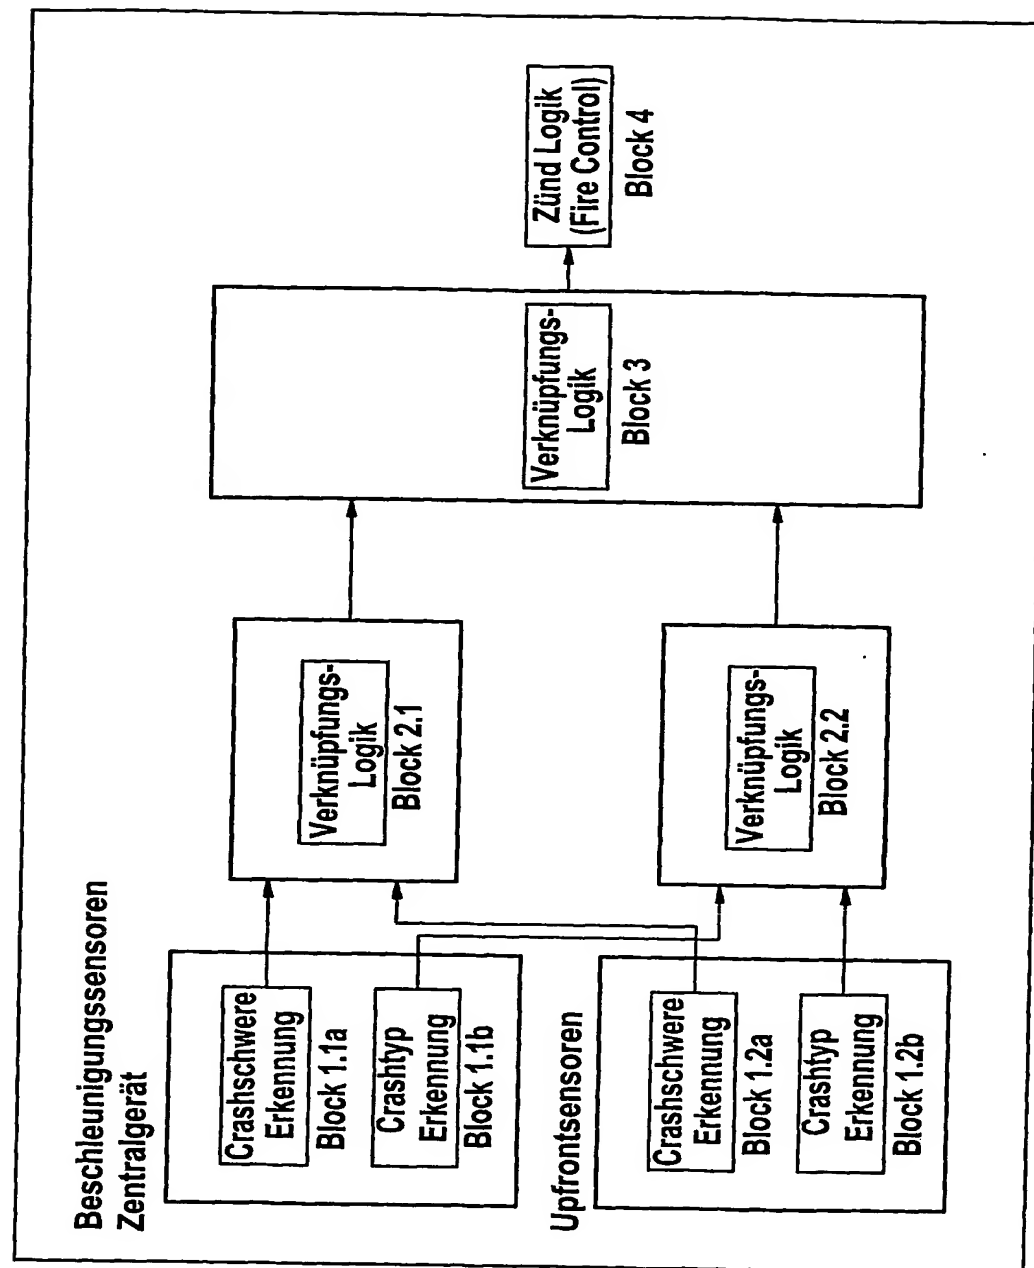 Beschleunigungssensoren
Zentralgerät
Crashschwere
Erkennung
Block 1.1a
Crashtyp
Erkennung
Block 1.1b
Upfrontsensoren
Crashschwere
Erkennung
Block 1.2a
Crashtyp
Erkennung
Block 1.2b
Verknüpfungs-
Logik
Block 2.1
Verknüpfungs-
Logik
Block 2.2
Verknüpfungs-
Logik
Block 3
Zünd Logik
(Fire Control)
Block 4